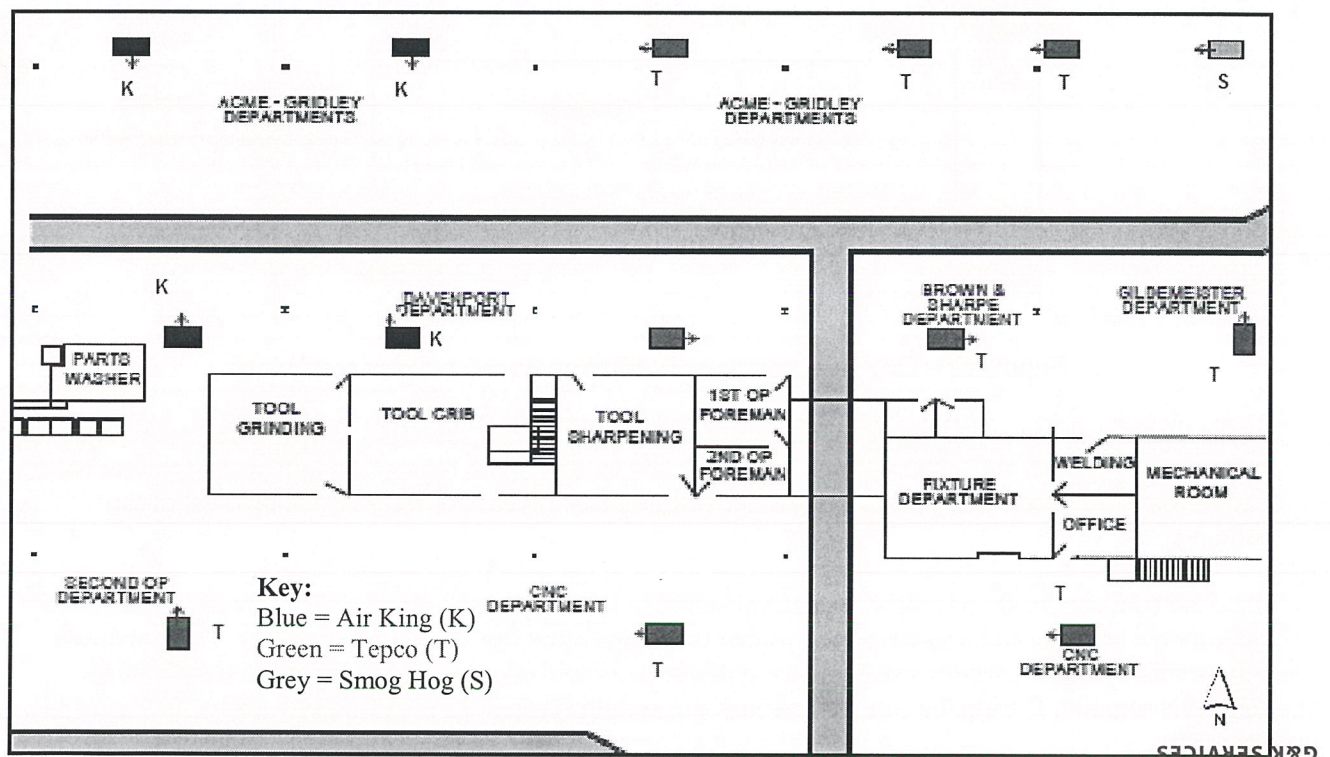 K
K
T
T
T
S
ACME - GRIDLEY
DEPARTMENTS
ACME - GRIDLEY
DEPARTMENTS
K
DAVENPORT
DEPARTMENT
K
BROWN &
SHARPE
DEPARTMENT
T
GILDEMEISTER
DEPARTMENT
T
PARTS
WASHER
TOOL
GRINDING
TOOL CRIB
TOOL
SHARPENING
1ST OP
FOREMAN
2ND OP
FOREMAN
FIXTURE
DEPARTMENT
WELDING
OFFICE
MECHANICAL
ROOM
SECOND OP
DEPARTMENT
T
Key:
Blue = Air King (K)
Green = Tepco (T)
Grey = Smog Hog (S)
CNC
DEPARTMENT
T
T
CNC
DEPARTMENT
N
G&K SERVICES